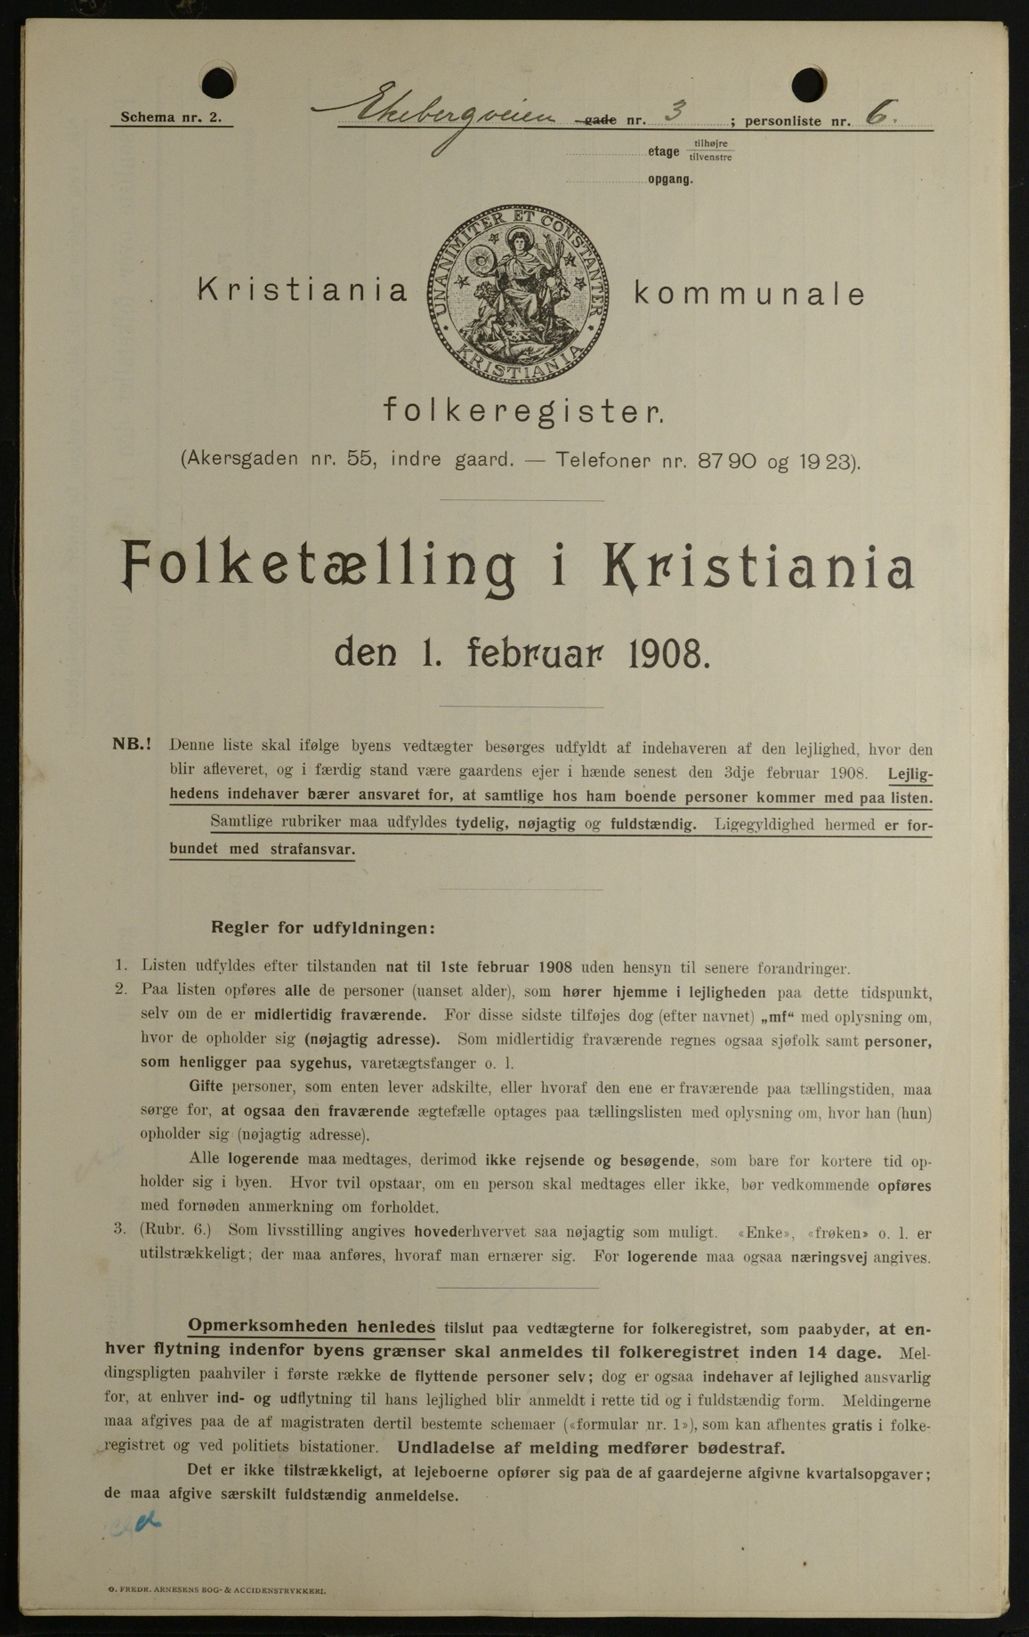 Schema nr. 2.
Ekebergveien gade nr. 3 ; personliste nr. 6.
etage tilhøjre
tilvenstre
opgang.
UNANIMITER ET CONSTANTER
KRISTIANIA
Kristiania kommunale
folkeregister.
(Akersgaden nr. 55, indre gaard. — Telefoner nr. 87 90 og 19 23).
Folketælling i Kristiania
den 1. februar 1908.
NB.! Denne liste skal ifølge byens vedtægter besørges udfyldt af indehaveren af den lejlighed, hvor den
blir afleveret, og i færdig stand være gaardens ejer i hænde senest den 3dje februar 1908. Lejlig-
hedens indehaver bærer ansvaret for, at samtlige hos ham boende personer kommer med paa listen.
Samtlige rubriker maa udfyldes tydelig, nøjagtig og fuldstændig. Ligegyldighed hermed er for-
bundet med strafansvar.
Regler for udfyldningen:
1. Listen udfyldes efter tilstanden nat til 1ste februar 1908 uden hensyn til senere forandringer.
2. Paa listen opføres alle de personer (uanset alder), som hører hjemme i lejligheden paa dette tidspunkt,
selv om de er midlertidig fraværende. For disse sidste tilføjes dog (efter navnet) „mf“ med oplysning om,
hvor de opholder sig (nøjagtig adresse). Som midlertidig fraværende regnes ogsaa sjøfolk samt personer,
som henligger paa sygehus, varetægtsfanger o. l.
Gifte personer, som enten lever adskilte, eller hvoraf den ene er fraværende paa tællingstiden, maa
sørge for, at ogsaa den fraværende ægtefælle optages paa tællingslisten med oplysning om, hvor han (hun)
opholder sig (nøjagtig adresse).
Alle logerende maa medtages, derimod ikke rejsende og besøgende, som bare for kortere tid op-
holder sig i byen. Hvor tvil opstaar, om en person skal medtages eller ikke, bør vedkommende opføres
med fornøden anmerkning om forholdet.
3. (Rubr. 6.) Som livsstilling angives hovederhvervet saa nøjagtig som muligt. «Enke», «frøken» o. l. er
utilstrækkeligt; der maa anføres, hvoraf man ernærer sig. For logerende maa ogsaa næringsvej angives.
Opmerksomheden henledes tilslut paa vedtægterne for folkeregistret, som paabyder, at en-
hver flytning indenfor byens grænser skal anmeldes til folkeregistret inden 14 dage. Mel-
dingspligten paahviler i første række de flyttende personer selv; dog er ogsaa indehaver af lejlighed ansvarlig
for, at enhver ind- og udflytning til hans lejlighed blir anmeldt i rette tid og i fuldstændig form. Meldingerne
maa afgives paa de af magistraten dertil bestemte schemaer («formular nr. 1»), som kan afhentes gratis i folke-
registret og ved politiets bistationer. Undladelse af melding medfører bødestraf.
Det er ikke tilstrækkeligt, at lejeboerne opfører sig paa de af gaardejerne afgivne kvartalsopgaver;
de maa afgive særskilt fuldstændig anmeldelse.
O. FREDR. ARNESENS BOG- & ACCIDENSTRYKKERI.